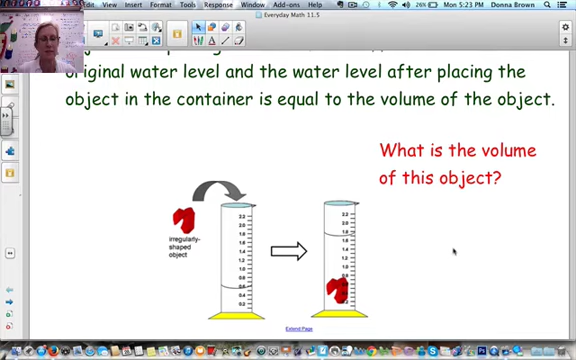 Response Window Help 26% Mon 5:23 PM Donna Brown
View Insert Format Tools Add-ons
Everyday Math 11.5
original water level and the water level after placing the
object in the container is equal to the volume of the object.
What is the volume
of this object?
irregularly-
shaped
object
2.2
2.0
1.8
1.6
1.4
1.2
1.0
0.8
0.6
0.4
0.2
2.2
2.0
1.8
1.6
1.4
1.2
1.0
0.8
0.6
0.4
0.2
Extend Page